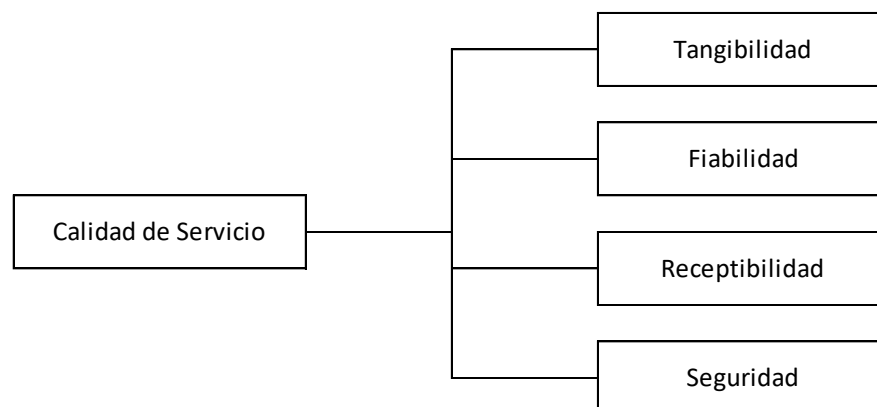 Tangibilidad
Fiabilidad
Calidad de Servicio
Receptibilidad
Seguridad